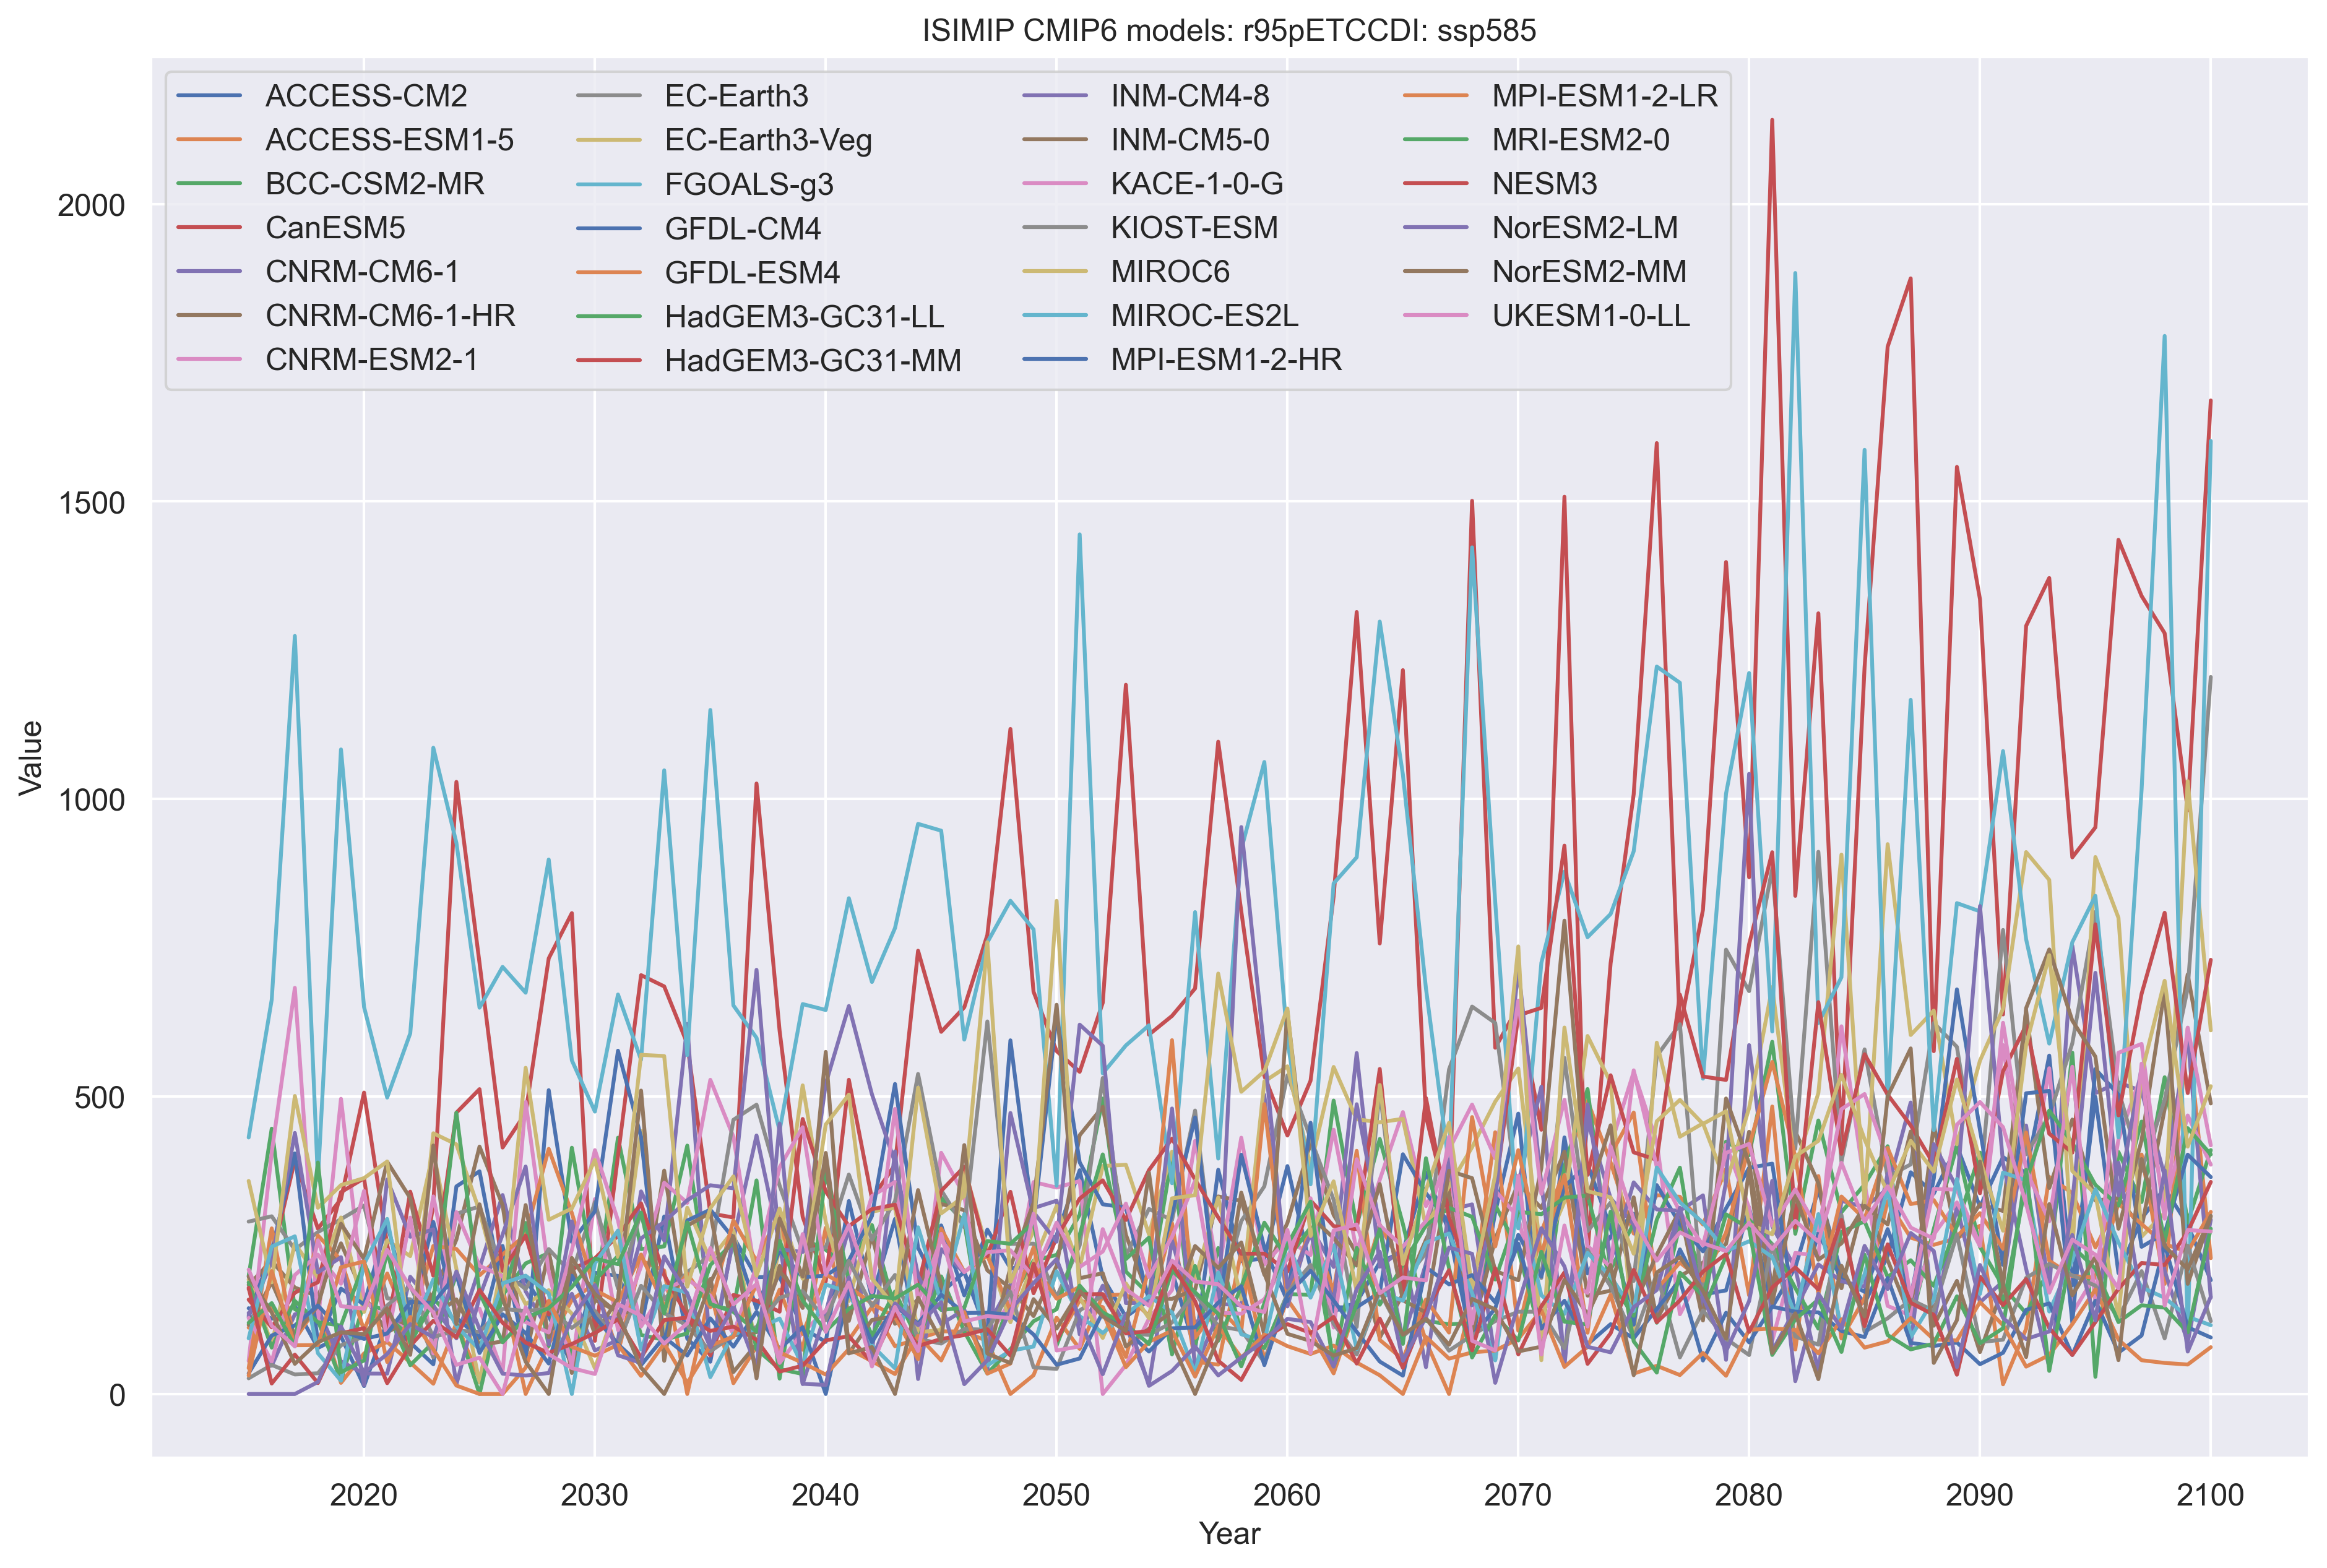 ISIMIP CMIP6 models: r95pETCCDI: ssp585
ACCESS-CM2
ACCESS-ESM1-5
BCC-CSM2-MR
CanESM5
CNRM-CM6-1
CNRM-CM6-1-HR
CNRM-ESM2-1
EC-Earth3
EC-Earth3-Veg
FGOALS-g3
GFDL-CM4
GFDL-ESM4
HadGEM3-GC31-LL
HadGEM3-GC31-MM
INM-CM4-8
INM-CM5-0
KACE-1-0-G
KIOST-ESM
MIROC6
MIROC-ES2L
MPI-ESM1-2-HR
MPI-ESM1-2-LR
MRI-ESM2-0
NESM3
NorESM2-LM
NorESM2-MM
UKESM1-0-LL
2000
1500
1000
500
0
Value
2020 2030 2040 2050 2060 2070 2080 2090 2100
Year